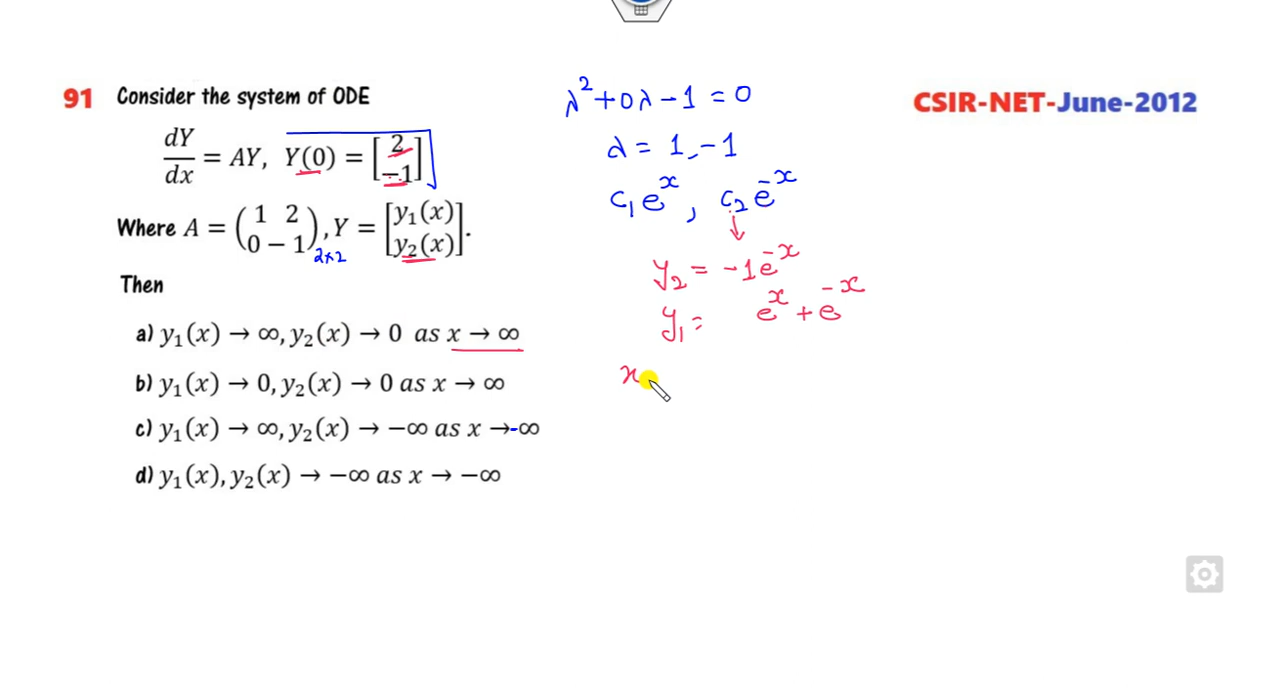 91 Consider the system of ODE
dY/dx = AY, Y(0) = [2 -1]
Where A = (1 2 0 -1)2×2, Y = [y₁(x) y₂(x)].
Then
a) y₁(x) → ∞, y₂(x) → 0 as x → ∞
b) y₁(x) → 0, y₂(x) → 0 as x → ∞
c) y₁(x) → ∞, y₂(x) → −∞ as x →-∞
d) y₁(x), y₂(x) → −∞ as x → −∞
λ² + 0λ − 1 = 0
λ = 1, −1
c₁eˣ, c₂e⁻ˣ
y₂ = −1e⁻ˣ
y₁ = eˣ + e⁻ˣ
x
CSIR-NET-June-2012